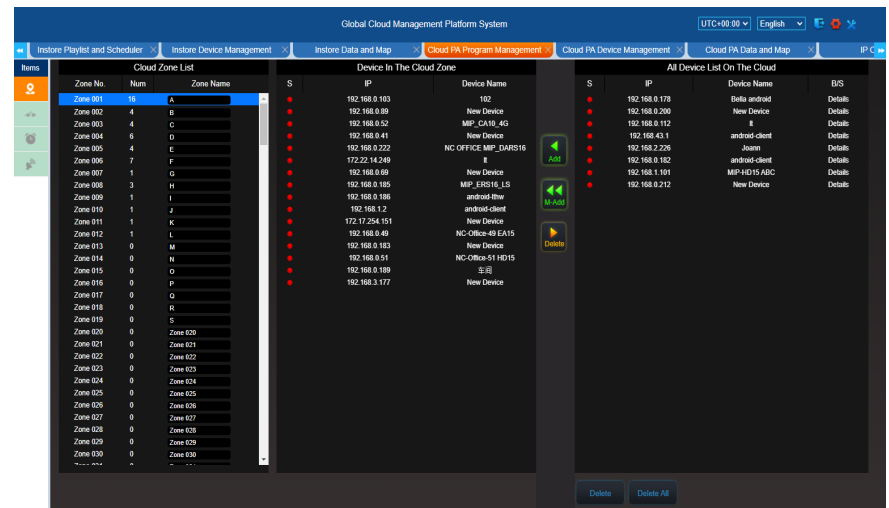 Global Cloud Management Platform System
UTC+00:00 English
Instore Playlist and Scheduler Instore Device Management Instore Data and Map Cloud PA Program Management Cloud PA Device Management Cloud PA Data and Map IP C
Items Cloud Zone List Device In The Cloud Zone All Device List On The Cloud
Zone No. Num Zone Name S IP Device Name S IP Device Name B/S
Zone 001 16 A 192.168.0.103 102 192.168.0.178 Bella android Details
Zone 002 4 B 192.168.0.89 New Device 192.168.0.200 New Device Details
Zone 003 4 C 192.168.0.52 MIP_CA10_4G 192.168.0.112 Details
Zone 004 6 D 192.168.0.41 New Device 192.168.43.1 android-client Details
Zone 005 4 E 192.168.0.222 NC OFFICE MIP_DARS16 192.168.2.226 Joann Details
Zone 006 7 F 172.22.14.249 Add 192.168.0.182 android-client Details
Zone 007 1 G 192.168.0.69 New Device 192.168.1.101 MIP-HD15 ABC Details
Zone 008 3 H 192.168.0.185 MIP_ERS16_LS 192.168.0.212 New Device Details
Zone 009 1 I 192.168.0.186 android-lthw M-Add
Zone 010 1 J 192.168.1.2 android-client
Zone 011 1 K 172.17.254.151 New Device
Zone 012 1 L 192.168.0.49 NC-Office-49 EA15
Zone 013 0 M 192.168.0.183 New Device Delete
Zone 014 0 N 192.168.0.51 NC-Office-51 HD15
Zone 015 0 O 192.168.0.189 车间
Zone 016 0 P 192.168.3.177 New Device
Zone 017 0 Q
Zone 018 0 R
Zone 019 0 S
Zone 020 0 Zone 020
Zone 021 0 Zone 021
Zone 022 0 Zone 022
Zone 023 0 Zone 023
Zone 024 0 Zone 024
Zone 025 0 Zone 025
Zone 026 0 Zone 026
Zone 027 0 Zone 027
Zone 028 0 Zone 028
Zone 029 0 Zone 029
Zone 030 0 Zone 030
Delete Delete All